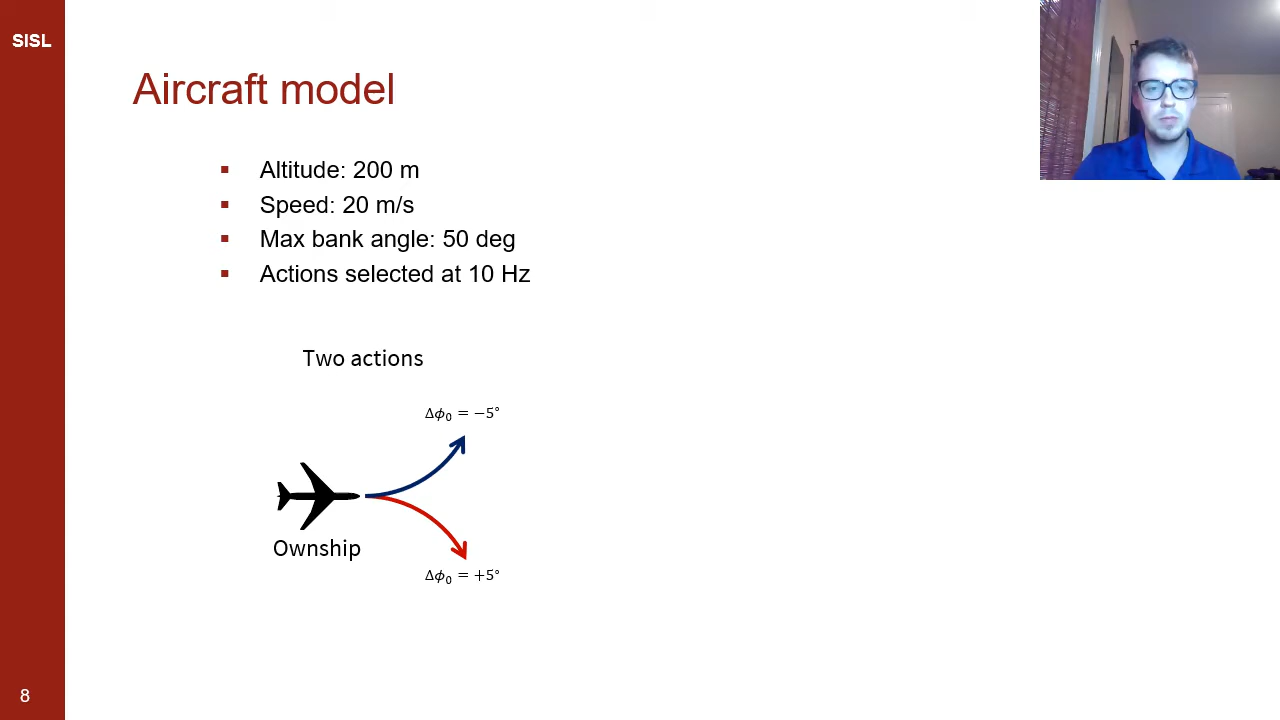 SISL
Aircraft model
▪ Altitude: 200 m
▪ Speed: 20 m/s
▪ Max bank angle: 50 deg
▪ Actions selected at 10 Hz
Two actions
Δϕ₀ = −5°
Ownship
Δϕ₀ = +5°
8